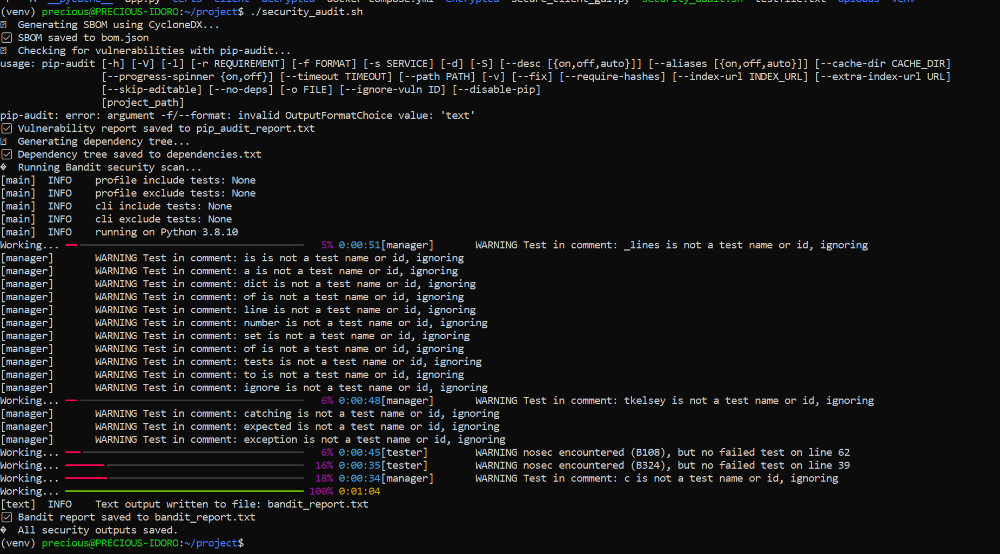 __pycache__ app.py certs client decrypted docker-compose.yml encrypted secure_client_gui.py security_audit.sh testfile.txt uploads venv
(venv) precious@PRECIOUS-IDORO:~/project$ ./security_audit.sh
Generating SBOM using CycloneDX...
☑ SBOM saved to bom.json
Checking for vulnerabilities with pip-audit...
usage: pip-audit [-h] [-V] [-l] [-r REQUIREMENT] [-f FORMAT] [-s SERVICE] [-d] [-S] [--desc [{on,off,auto}]] [--aliases [{on,off,auto}]] [--cache-dir CACHE_DIR]
[--progress-spinner {on,off}] [--timeout TIMEOUT] [--path PATH] [-v] [--fix] [--require-hashes] [--index-url INDEX_URL] [--extra-index-url URL]
[--skip-editable] [--no-deps] [-o FILE] [--ignore-vuln ID] [--disable-pip]
[project_path]
pip-audit: error: argument -f/--format: invalid OutputFormatChoice value: 'text'
☑ Vulnerability report saved to pip_audit_report.txt
Generating dependency tree...
☑ Dependency tree saved to dependencies.txt
� Running Bandit security scan...
[main] INFO profile include tests: None
[main] INFO profile exclude tests: None
[main] INFO cli include tests: None
[main] INFO cli exclude tests: None
[main] INFO running on Python 3.8.10
Working... 5% 0:00:51[manager] WARNING Test in comment: _lines is not a test name or id, ignoring
[manager] WARNING Test in comment: is is not a test name or id, ignoring
[manager] WARNING Test in comment: a is not a test name or id, ignoring
[manager] WARNING Test in comment: dict is not a test name or id, ignoring
[manager] WARNING Test in comment: of is not a test name or id, ignoring
[manager] WARNING Test in comment: line is not a test name or id, ignoring
[manager] WARNING Test in comment: number is not a test name or id, ignoring
[manager] WARNING Test in comment: set is not a test name or id, ignoring
[manager] WARNING Test in comment: of is not a test name or id, ignoring
[manager] WARNING Test in comment: tests is not a test name or id, ignoring
[manager] WARNING Test in comment: to is not a test name or id, ignoring
[manager] WARNING Test in comment: ignore is not a test name or id, ignoring
Working... 6% 0:00:48[manager] WARNING Test in comment: tkelsey is not a test name or id, ignoring
[manager] WARNING Test in comment: catching is not a test name or id, ignoring
[manager] WARNING Test in comment: expected is not a test name or id, ignoring
[manager] WARNING Test in comment: exception is not a test name or id, ignoring
Working... 6% 0:00:45[tester] WARNING nosec encountered (B108), but no failed test on line 62
Working... 16% 0:00:35[tester] WARNING nosec encountered (B324), but no failed test on line 39
Working... 18% 0:00:34[manager] WARNING Test in comment: c is not a test name or id, ignoring
Working... 100% 0:01:04
[text] INFO Text output written to file: bandit_report.txt
☑ Bandit report saved to bandit_report.txt
� All security outputs saved.
(venv) precious@PRECIOUS-IDORO:~/project$